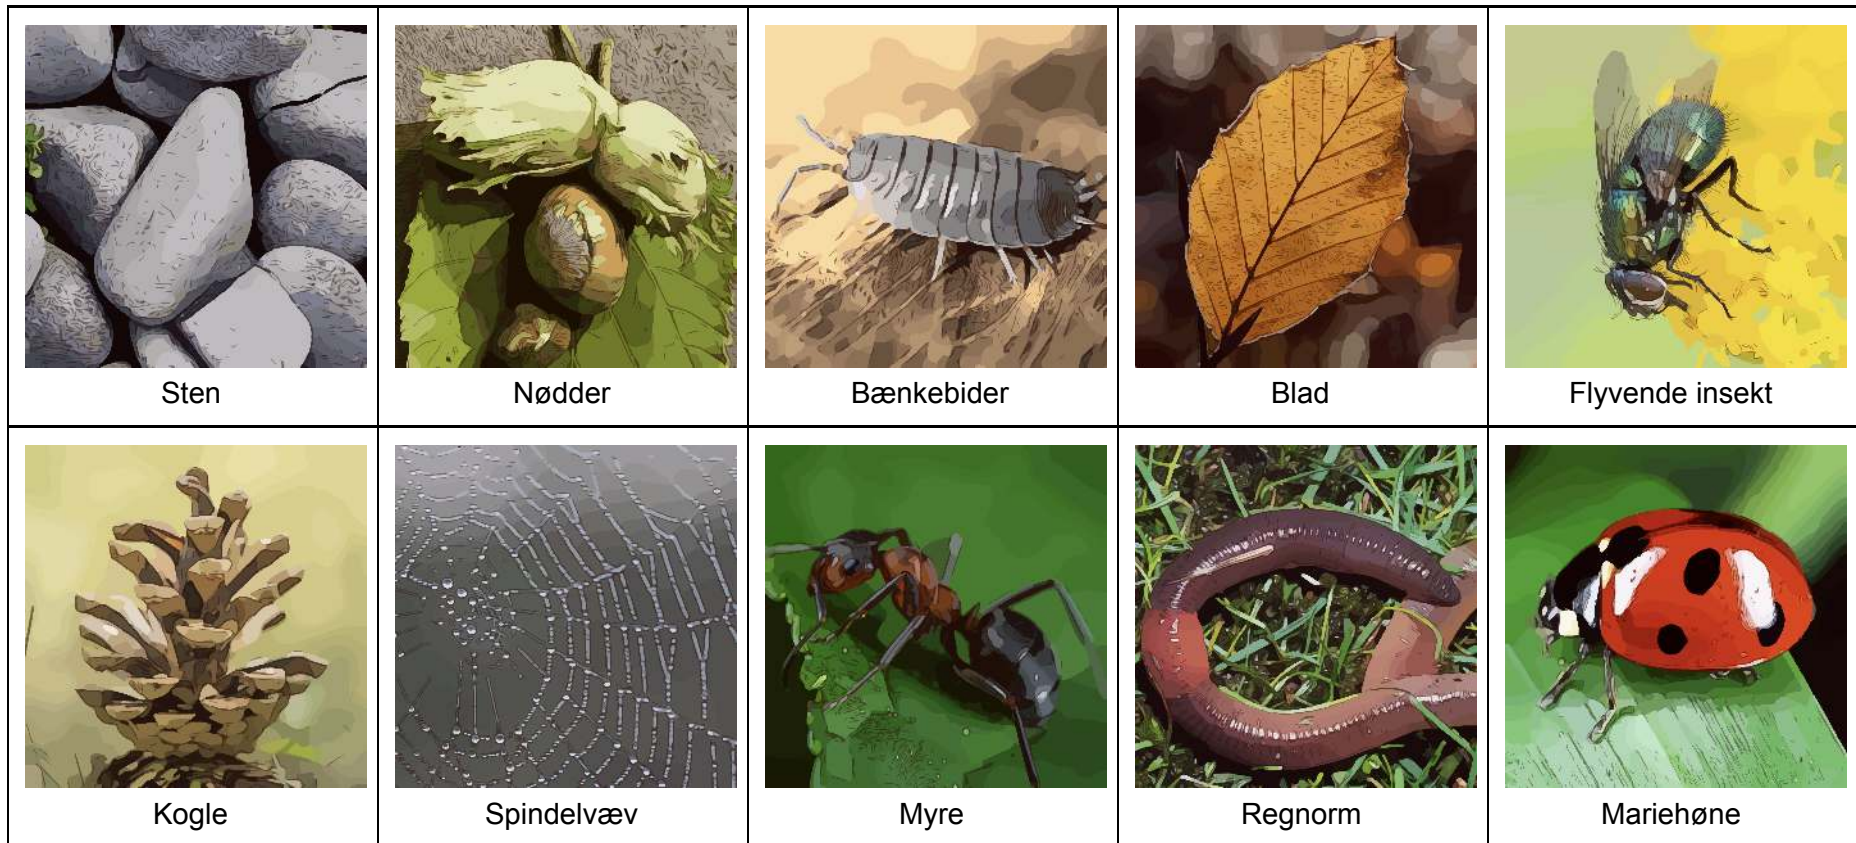 Sten
Nødder
Bænkebider
Blad
Flyvende insekt
Kogle
Spindelvæv
Myre
Regnorm
Mariehøne